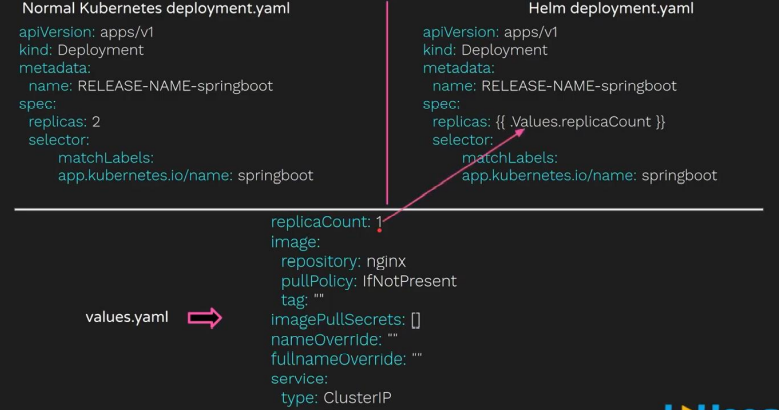 Normal Kubernetes deployment.yaml
apiVersion: apps/v1
kind: Deployment
metadata:
name: RELEASE-NAME-springboot
spec:
replicas: 2
selector:
matchLabels:
app.kubernetes.io/name: springboot
Helm deployment.yaml
apiVersion: apps/v1
kind: Deployment
metadata:
name: RELEASE-NAME-springboot
spec:
replicas: {{ .Values.replicaCount }}
selector:
matchLabels:
app.kubernetes.io/name: springboot
values.yaml
replicaCount: 1
image:
repository: nginx
pullPolicy: IfNotPresent
tag: ""
imagePullSecrets: []
nameOverride: ""
fullnameOverride: ""
service:
type: ClusterIP